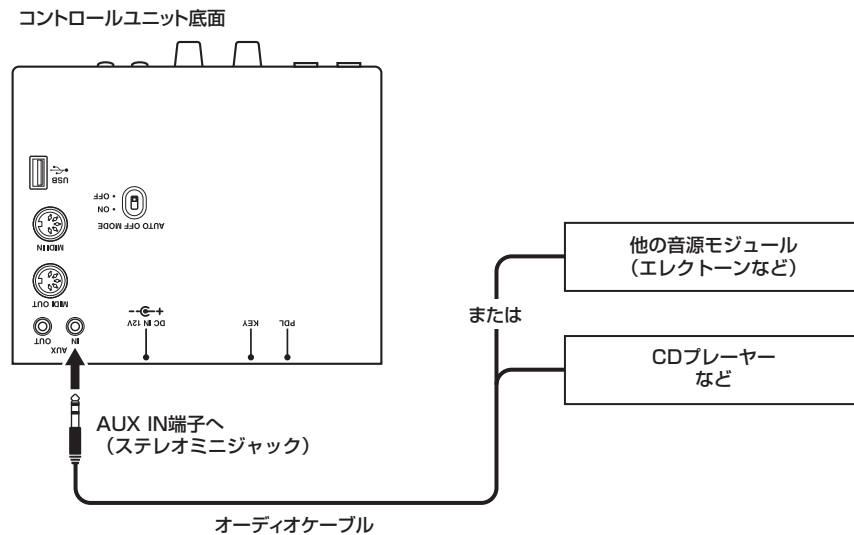 コントロールユニット底面
USB
OFF
ON
AUTO OFF MODE
MIDI IN
MIDI OUT
OUT
IN
AUX
DC IN 12V
KEY
PDL
他の音源モジュール
（エレクトーンなど）
または
CDプレーヤー
など
AUX IN端子へ
（ステレオミニジャック）
オーディオケーブル